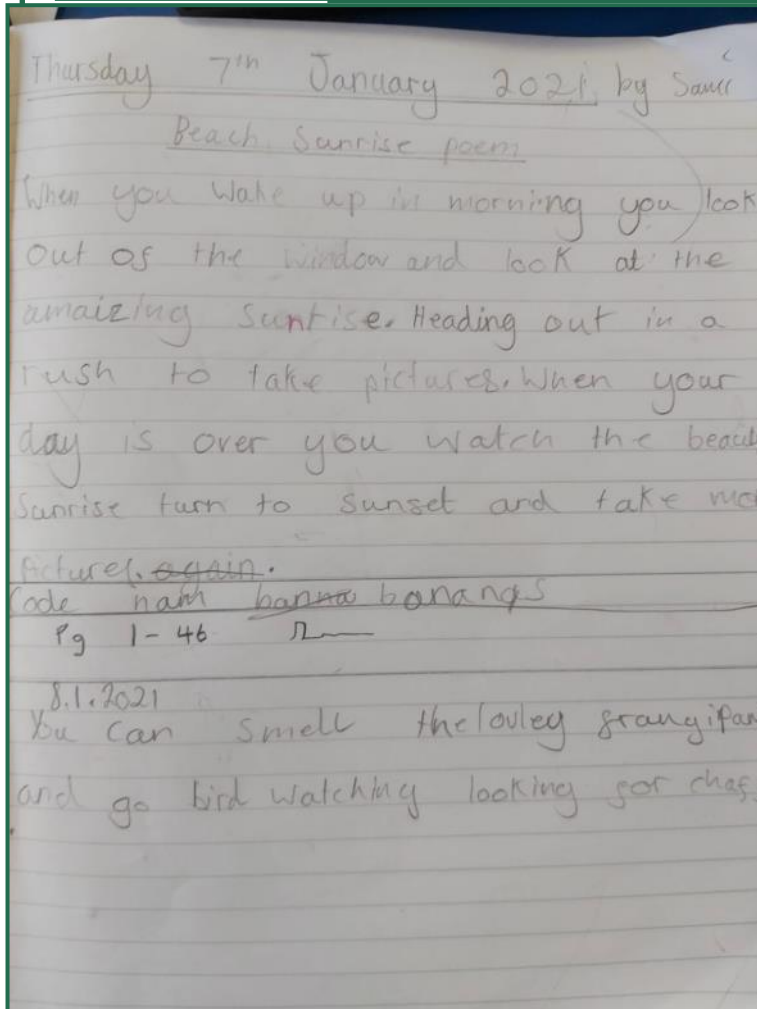 Thursday 7th January 2021 by
Beach Sunrise poem
When you Wake up in morning you look
out of the window and look at the
amaizing sunrise. Heading out in a
rush to take pictures. When your
day is over you watch the
Sunrise turn to sunset and take
Pictures. again.
Code nam banna bananas
Pg 1-46
8.1.2021
You can smell the louley
and go bird watching looking for